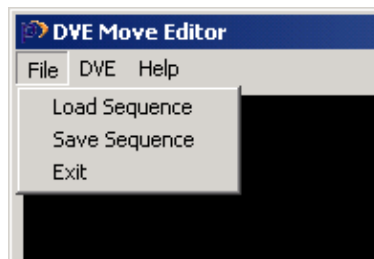 DVE Move Editor
File DVE Help
Load Sequence
Save Sequence
Exit